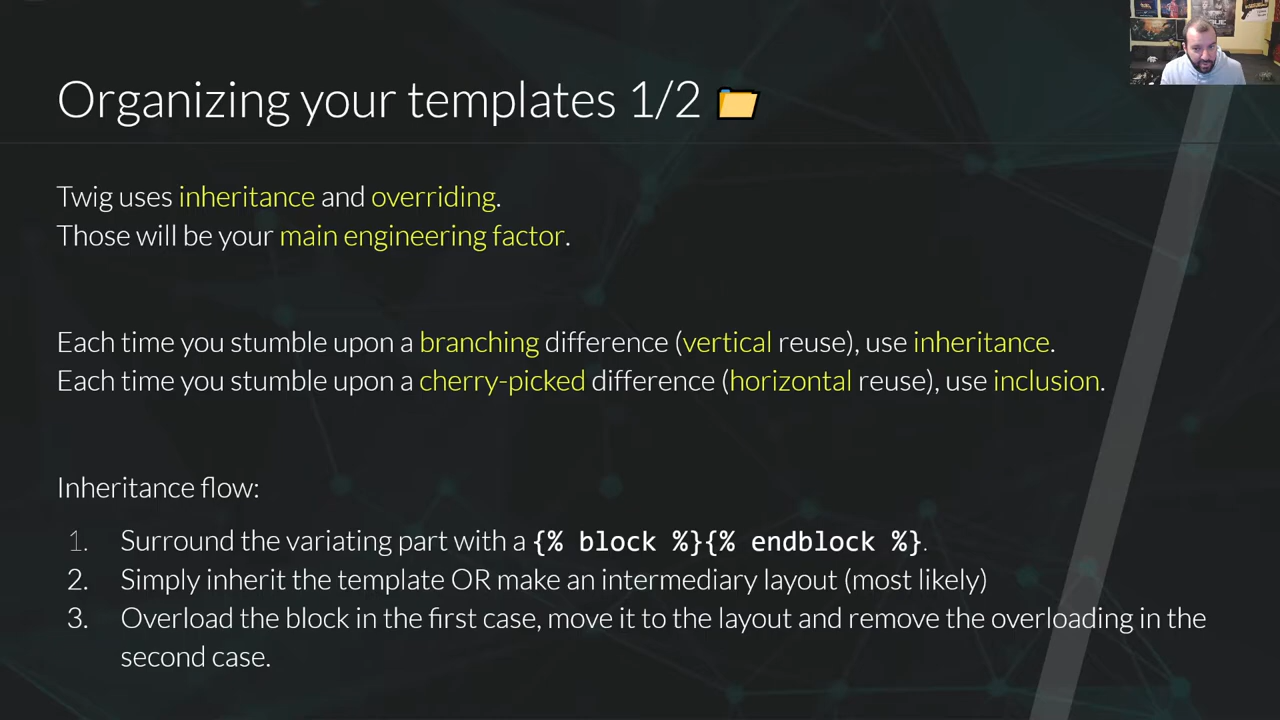 Organizing your templates 1/2
Twig uses inheritance and overriding.
Those will be your main engineering factor.
Each time you stumble upon a branching difference (vertical reuse), use inheritance.
Each time you stumble upon a cherry-picked difference (horizontal reuse), use inclusion.
Inheritance flow:
1. Surround the variating part with a {% block %}{% endblock %}.
2. Simply inherit the template OR make an intermediary layout (most likely)
3. Overload the block in the first case, move it to the layout and remove the overloading in the
second case.